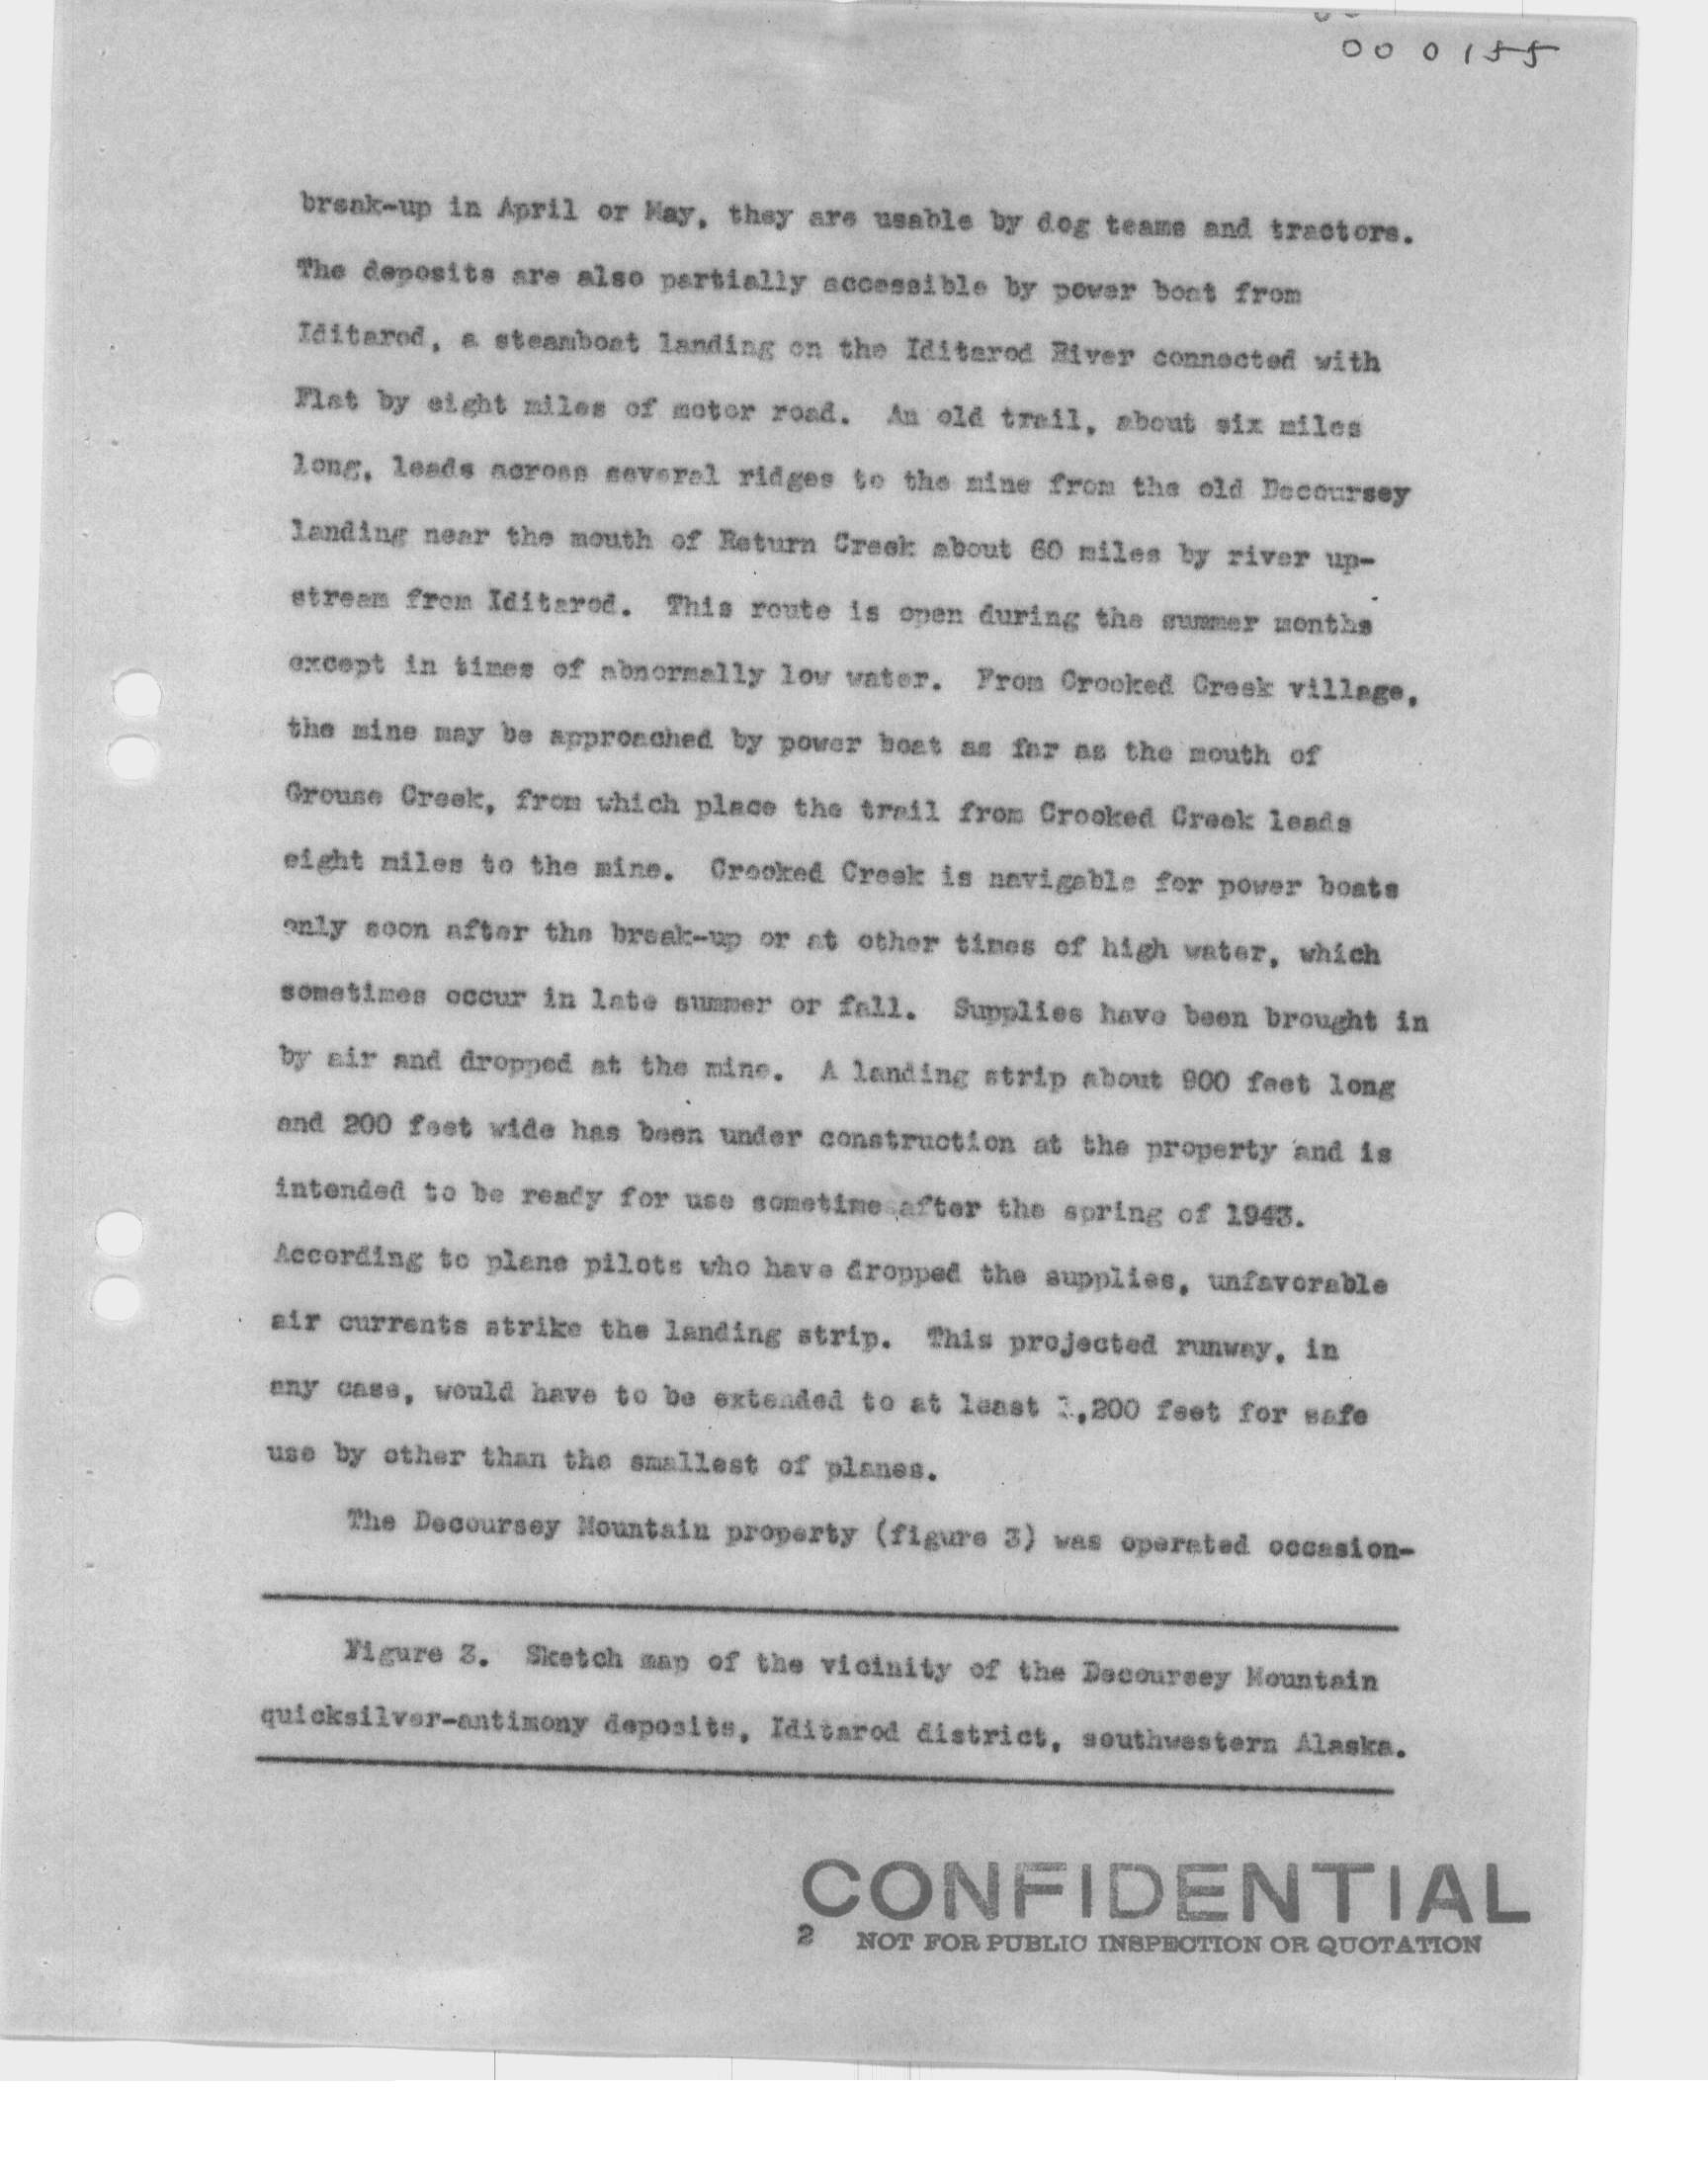 000155
break-up in April or May, they are usable by dog teams and tractors.
The deposits are also partially accessible by power boat from
Iditarod, a steamboat landing on the Iditarod River connected with
Flat by eight miles of motor road. An old trail, about six miles
long, leads across several ridges to the mine from the old Decoursey
landing near the mouth of Return Creek about 60 miles by river up-
stream from Iditarod. This route is open during the summer months
except in times of abnormally low water. From Crooked Creek village,
the mine may be approached by power boat as far as the mouth of
Grouse Creek, from which place the trail from Crooked Creek leads
eight miles to the mine. Crooked Creek is navigable for power boats
only soon after the break-up or at other times of high water, which
sometimes occur in late summer or fall. Supplies have been brought in
by air and dropped at the mine. A landing strip about 900 feet long
and 200 feet wide has been under construction at the property and is
intended to be ready for use sometime after the spring of 1943.
According to plane pilots who have dropped the supplies, unfavorable
air currents strike the landing strip. This projected runway, in
any case, would have to be extended to at least 1,200 feet for safe
use by other than the smallest of planes.
The Decoursey Mountain property (figure 3) was operated occasion-
Figure 3. Sketch map of the vicinity of the Decoursey Mountain
quicksilver-antimony deposits, Iditarod district, southwestern Alaska.
CONFIDENTIAL
2 NOT FOR PUBLIC INSPECTION OR QUOTATION